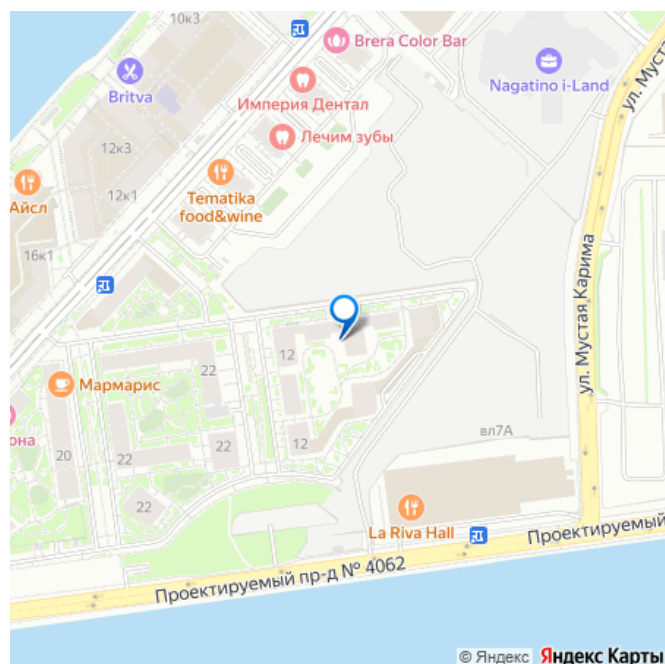 10к3
Brera Color Bar
Britva
Nagatino i-Land
ул. Мустая
Империя Дентал
12к3
Лечим зубы
Айсл
12к1
Tematika
food&wine
16к1
ул. Мустая Карима
12
22
Мармарис
она
вл7А
20
22
22
12
22
La Riva Hall
Проектируемый
Проектируемый пр-д № 4062
© Яндекс Яндекс Карты